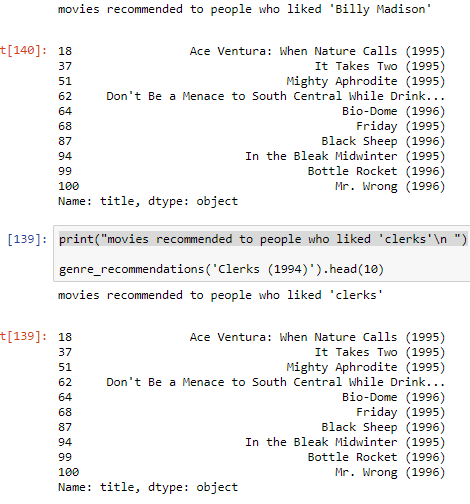 movies recommended to people who liked 'Billy Madison'
t[140]: 18 Ace Ventura: When Nature Calls (1995)
37 It Takes Two (1995)
51 Mighty Aphrodite (1995)
62 Don't Be a Menace to South Central While Drink...
64 Bio-Dome (1996)
68 Friday (1995)
87 Black Sheep (1996)
94 In the Bleak Midwinter (1995)
99 Bottle Rocket (1996)
100 Mr. Wrong (1996)
Name: title, dtype: object
[139]: print("movies recommended to people who liked 'clerks'\n ")
genre_recommendations('Clerks (1994)').head(10)
movies recommended to people who liked 'clerks'
t[139]: 18 Ace Ventura: When Nature Calls (1995)
37 It Takes Two (1995)
51 Mighty Aphrodite (1995)
62 Don't Be a Menace to South Central While Drink...
64 Bio-Dome (1996)
68 Friday (1995)
87 Black Sheep (1996)
94 In the Bleak Midwinter (1995)
99 Bottle Rocket (1996)
100 Mr. Wrong (1996)
Name: title, dtype: object